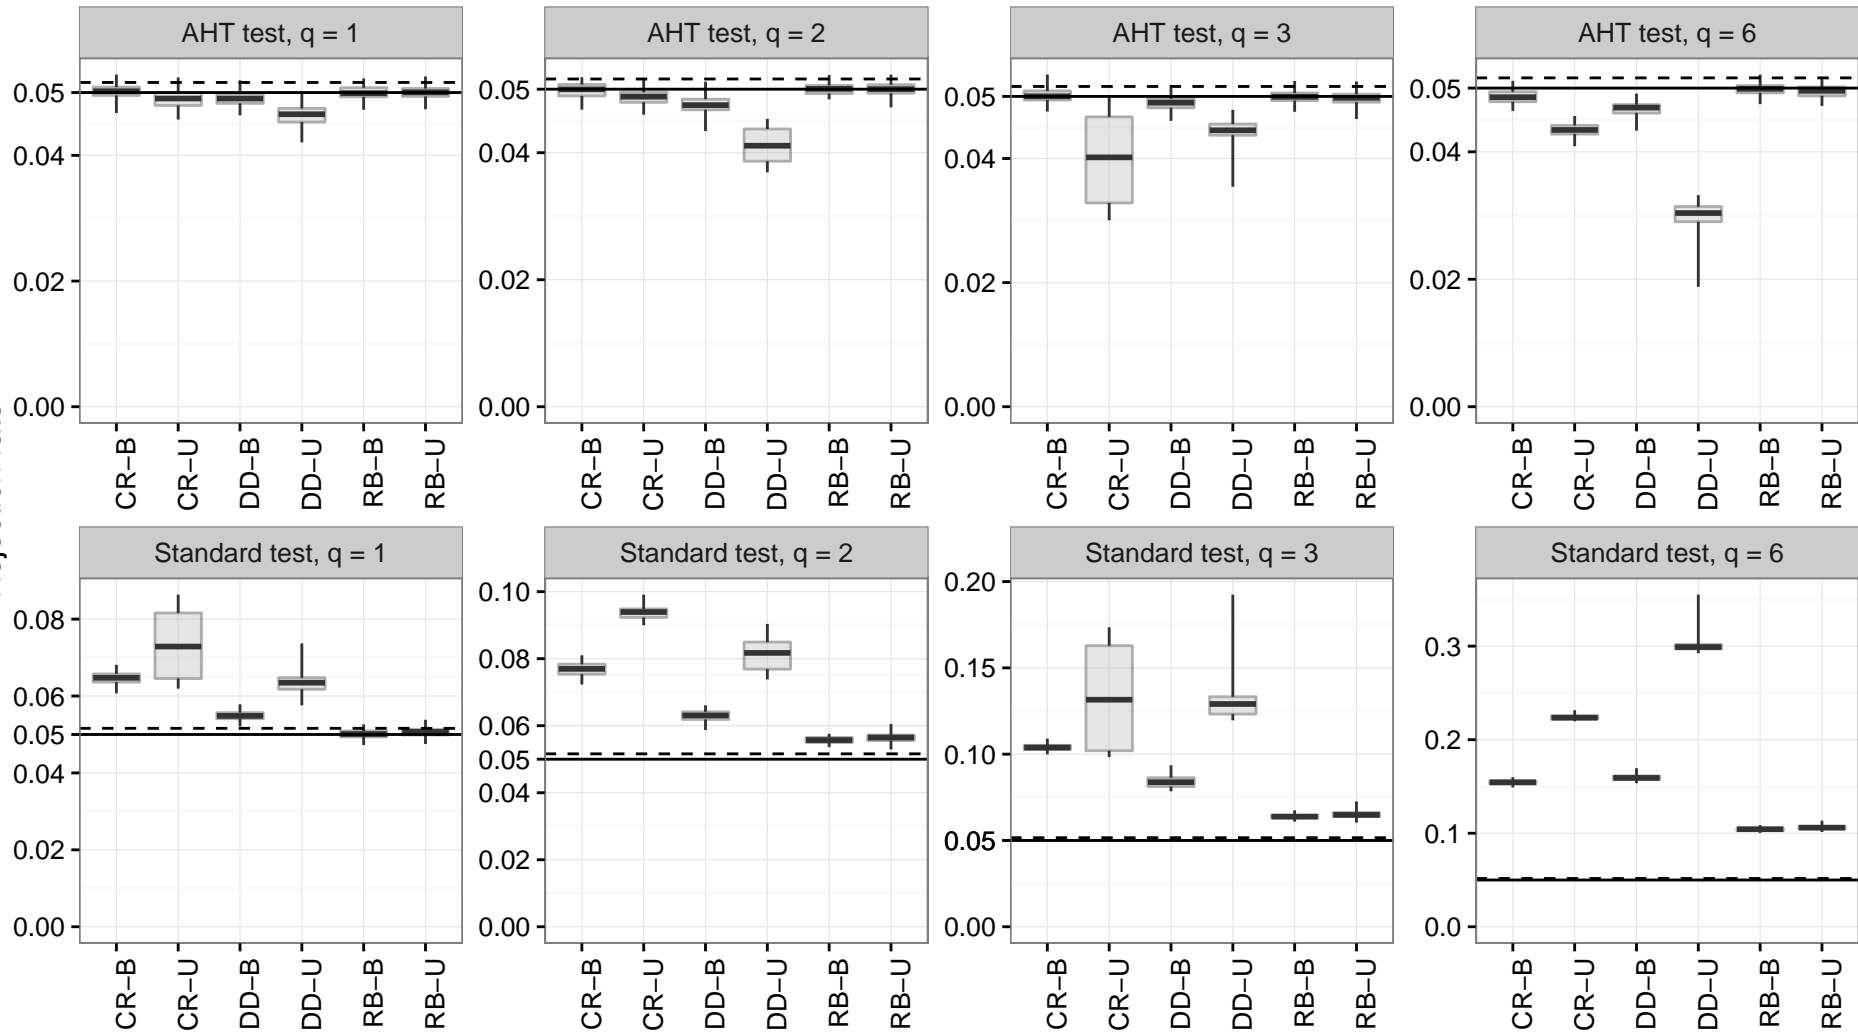 AHT test, q = 1
0.05
0.04
0.02
0.00
CR−B
CR−U
DD−B
DD−U
RB−B
RB−U
AHT test, q = 2
0.05
0.04
0.02
0.00
CR−B
CR−U
DD−B
DD−U
RB−B
RB−U
AHT test, q = 3
0.05
0.04
0.02
0.00
CR−B
CR−U
DD−B
DD−U
RB−B
RB−U
AHT test, q = 6
0.05
0.04
0.02
0.00
CR−B
CR−U
DD−B
DD−U
RB−B
RB−U
Standard test, q = 1
0.08
0.06
0.05
0.04
0.02
0.00
CR−B
CR−U
DD−B
DD−U
RB−B
RB−U
Standard test, q = 2
0.10
0.08
0.06
0.05
0.04
0.02
0.00
CR−B
CR−U
DD−B
DD−U
RB−B
RB−U
Standard test, q = 3
0.20
0.15
0.10
0.05
0.00
CR−B
CR−U
DD−B
DD−U
RB−B
RB−U
Standard test, q = 6
0.3
0.2
0.1
0.0
CR−B
CR−U
DD−B
DD−U
RB−B
RB−U